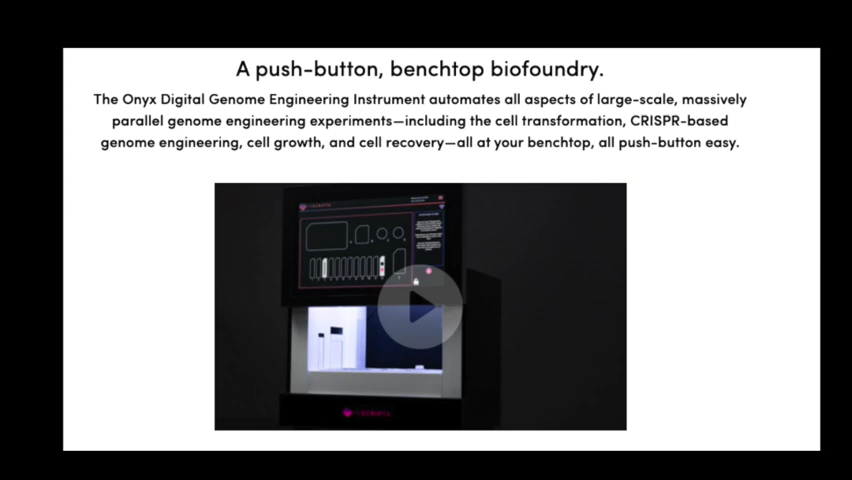 A push-button, benchtop biofoundry.
The Onyx Digital Genome Engineering Instrument automates all aspects of large-scale, massively
parallel genome engineering experiments—including the cell transformation, CRISPR-based
genome engineering, cell growth, and cell recovery—all at your benchtop, all push-button easy.